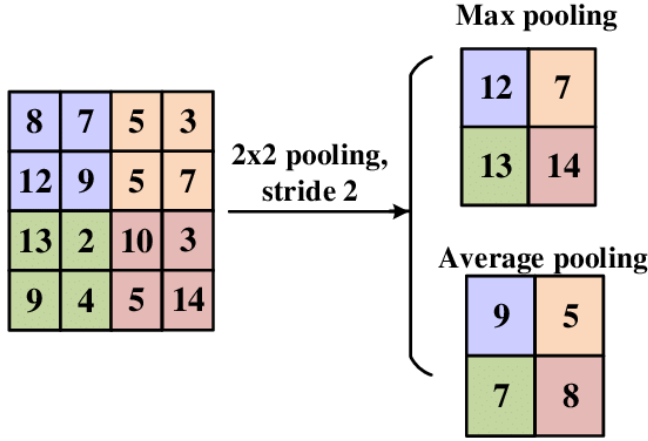 Max pooling
12 7
13 14
8 7 5 3
12 9 5 7
13 2 10 3
9 4 5 14
2x2 pooling,
stride 2
Average pooling
9 5
7 8